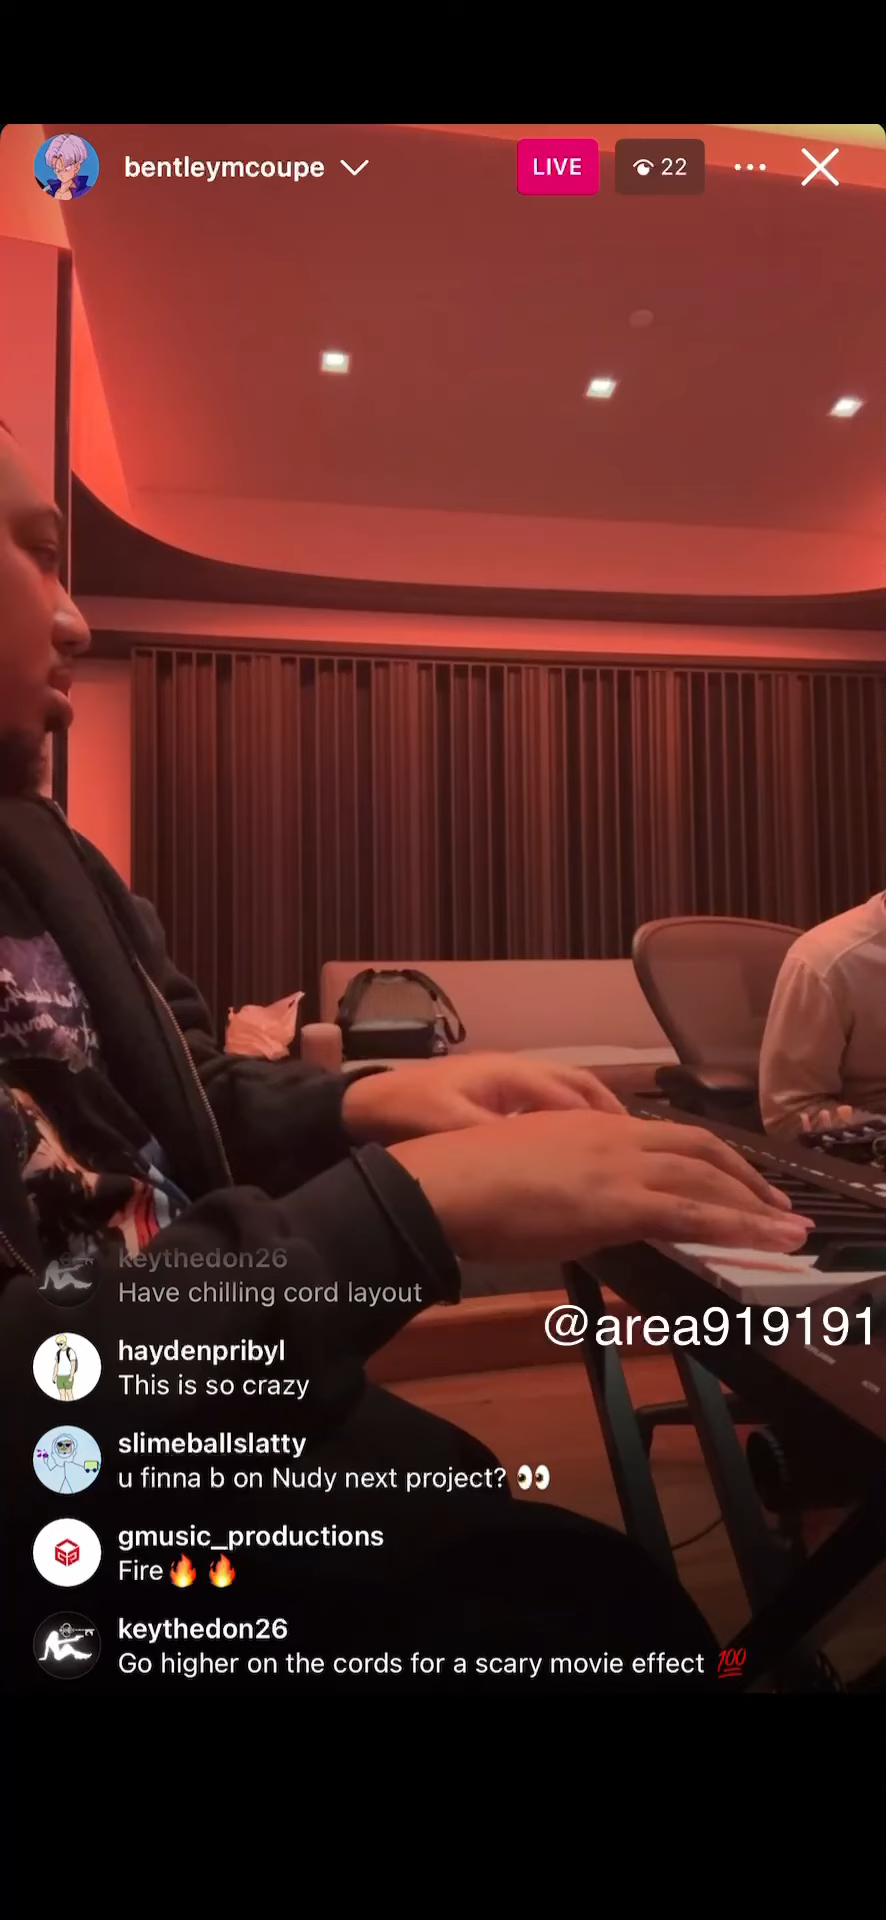 bentleymcoupe
LIVE
22
keythedon26
Have chilling cord layout
@area919191
haydenpribyl
This is so crazy
slimeballslatty
u finna b on Nudy next project? 👀
gmusic_productions
Fire🔥 🔥
keythedon26
Go higher on the cords for a scary movie effect 💯